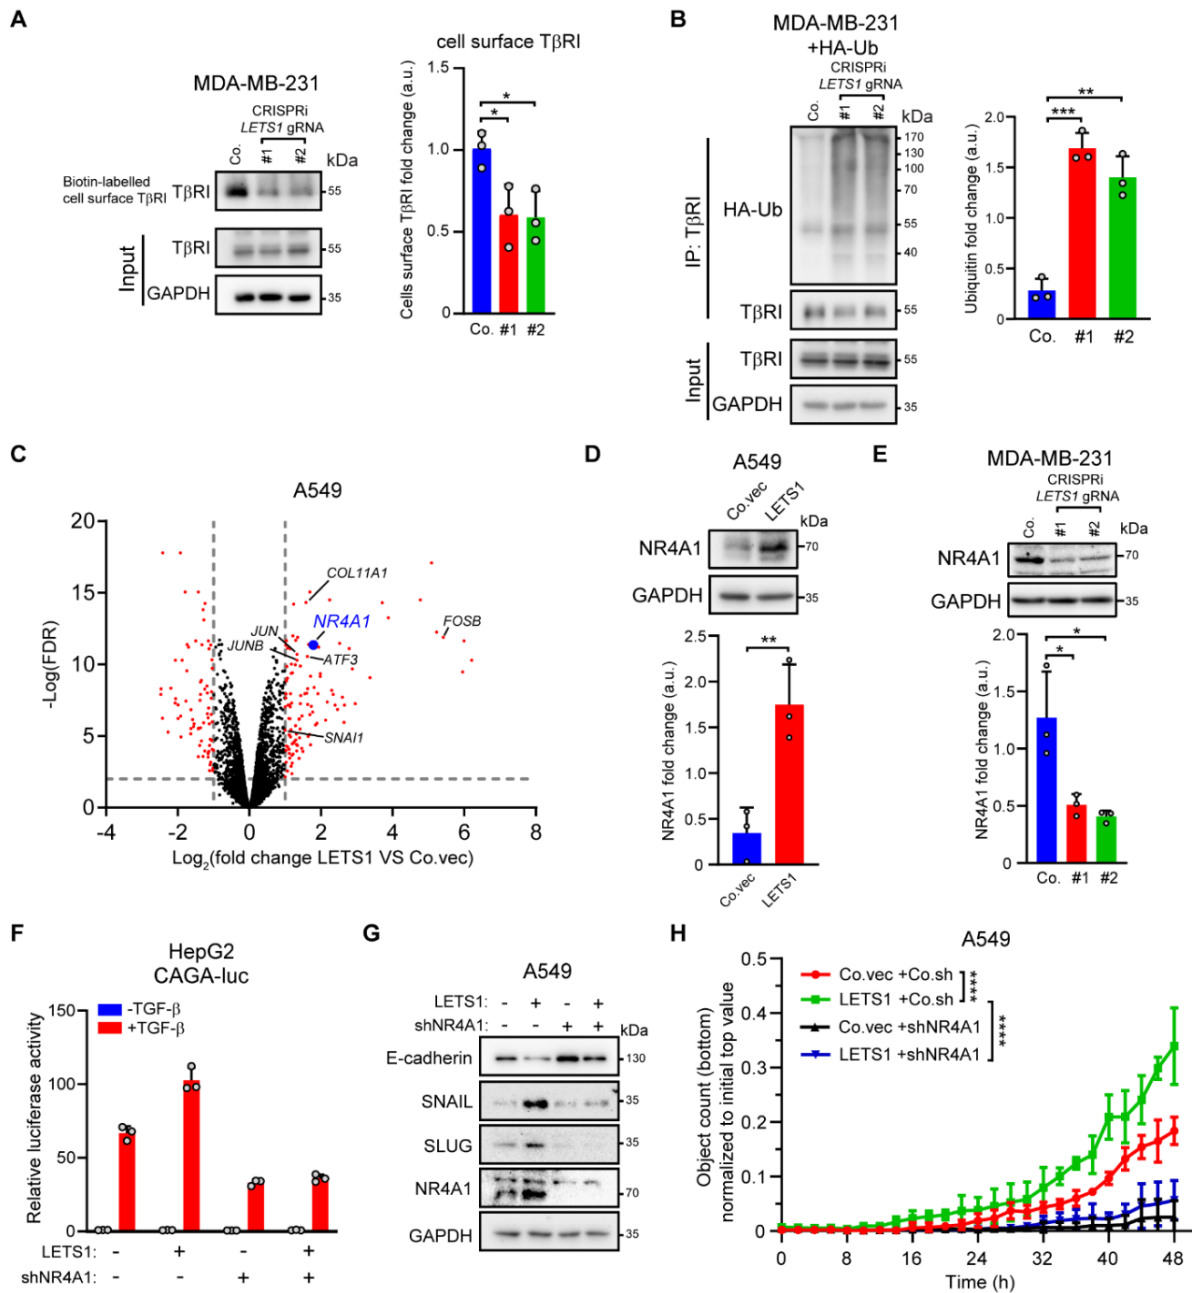 A
MDA-MB-231
CRISPRi
LETS1 gRNA
Co.
#1
#2
kDa
Biotin-labelled
cell surface TβRI
TβRI
55
Input
TβRI
55
GAPDH
35
cell surface TβRI
Cells surface TβRI fold change (a.u.)
1.5
1.0
0.5
0
*
*
Co. #1 #2
B
MDA-MB-231
+HA-Ub
CRISPRi
LETS1 gRNA
Co.
#1
#2
kDa
IP: TβRI
HA-Ub
170
130
100
70
55
40
TβRI
55
Input
TβRI
55
GAPDH
35
Ubiquitin fold change (a.u.)
2.0
1.5
1.0
0.5
0
**
***
Co. #1 #2
C
A549
-Log(FDR)
20
15
10
5
0
COL11A1
NR4A1
JUN
JUNB
ATF3
FOSB
SNAI1
-4 -2 0 2 4 6 8
Log2(fold change LETS1 VS Co.vec)
D
A549
Co.vec
LETS1
kDa
NR4A1
70
GAPDH
35
NR4A1 fold change (a.u.)
2.5
2.0
1.5
1.0
0.5
0
**
Co.vec
LETS1
E
MDA-MB-231
CRISPRi
LETS1 gRNA
Co.
#1
#2
kDa
NR4A1
70
GAPDH
35
NR4A1 fold change (a.u.)
2.0
1.5
1.0
0.5
0
*
*
Co. #1 #2
F
HepG2
CAGA-luc
-TGF-β
+TGF-β
Relative luciferase activity
150
100
50
0
LETS1: - + - +
shNR4A1: - - + +
G
A549
LETS1: - + - +
shNR4A1: - - + +
kDa
E-cadherin
130
SNAIL
35
SLUG
35
NR4A1
70
GAPDH
35
H
A549
Object count (bottom)
normalized to initial top value
0.5
0.4
0.3
0.2
0.1
0
Co.vec +Co.sh
LETS1 +Co.sh
Co.vec +shNR4A1
LETS1 +shNR4A1
****
****
0 8 16 24 32 40 48
Time (h)